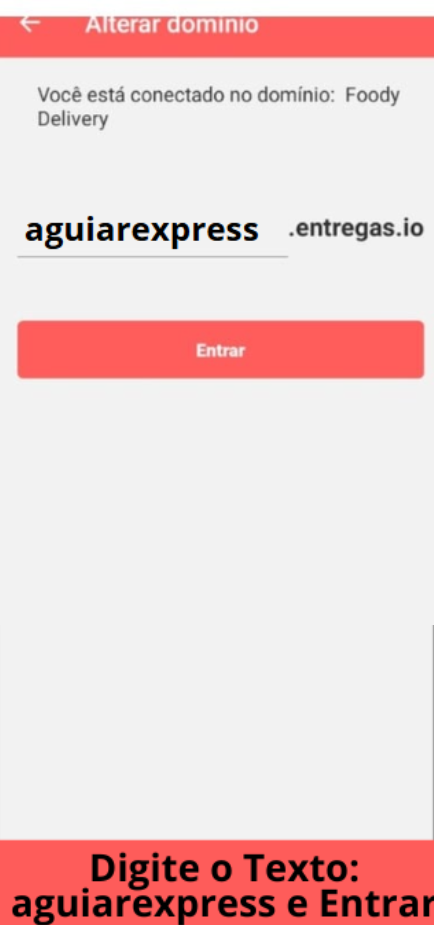 Alterar domínio
Você está conectado no domínio: Foody
Delivery
aguiarexpress .entregas.io
Entrar
Digite o Texto:
aguiarexpress e Entrar